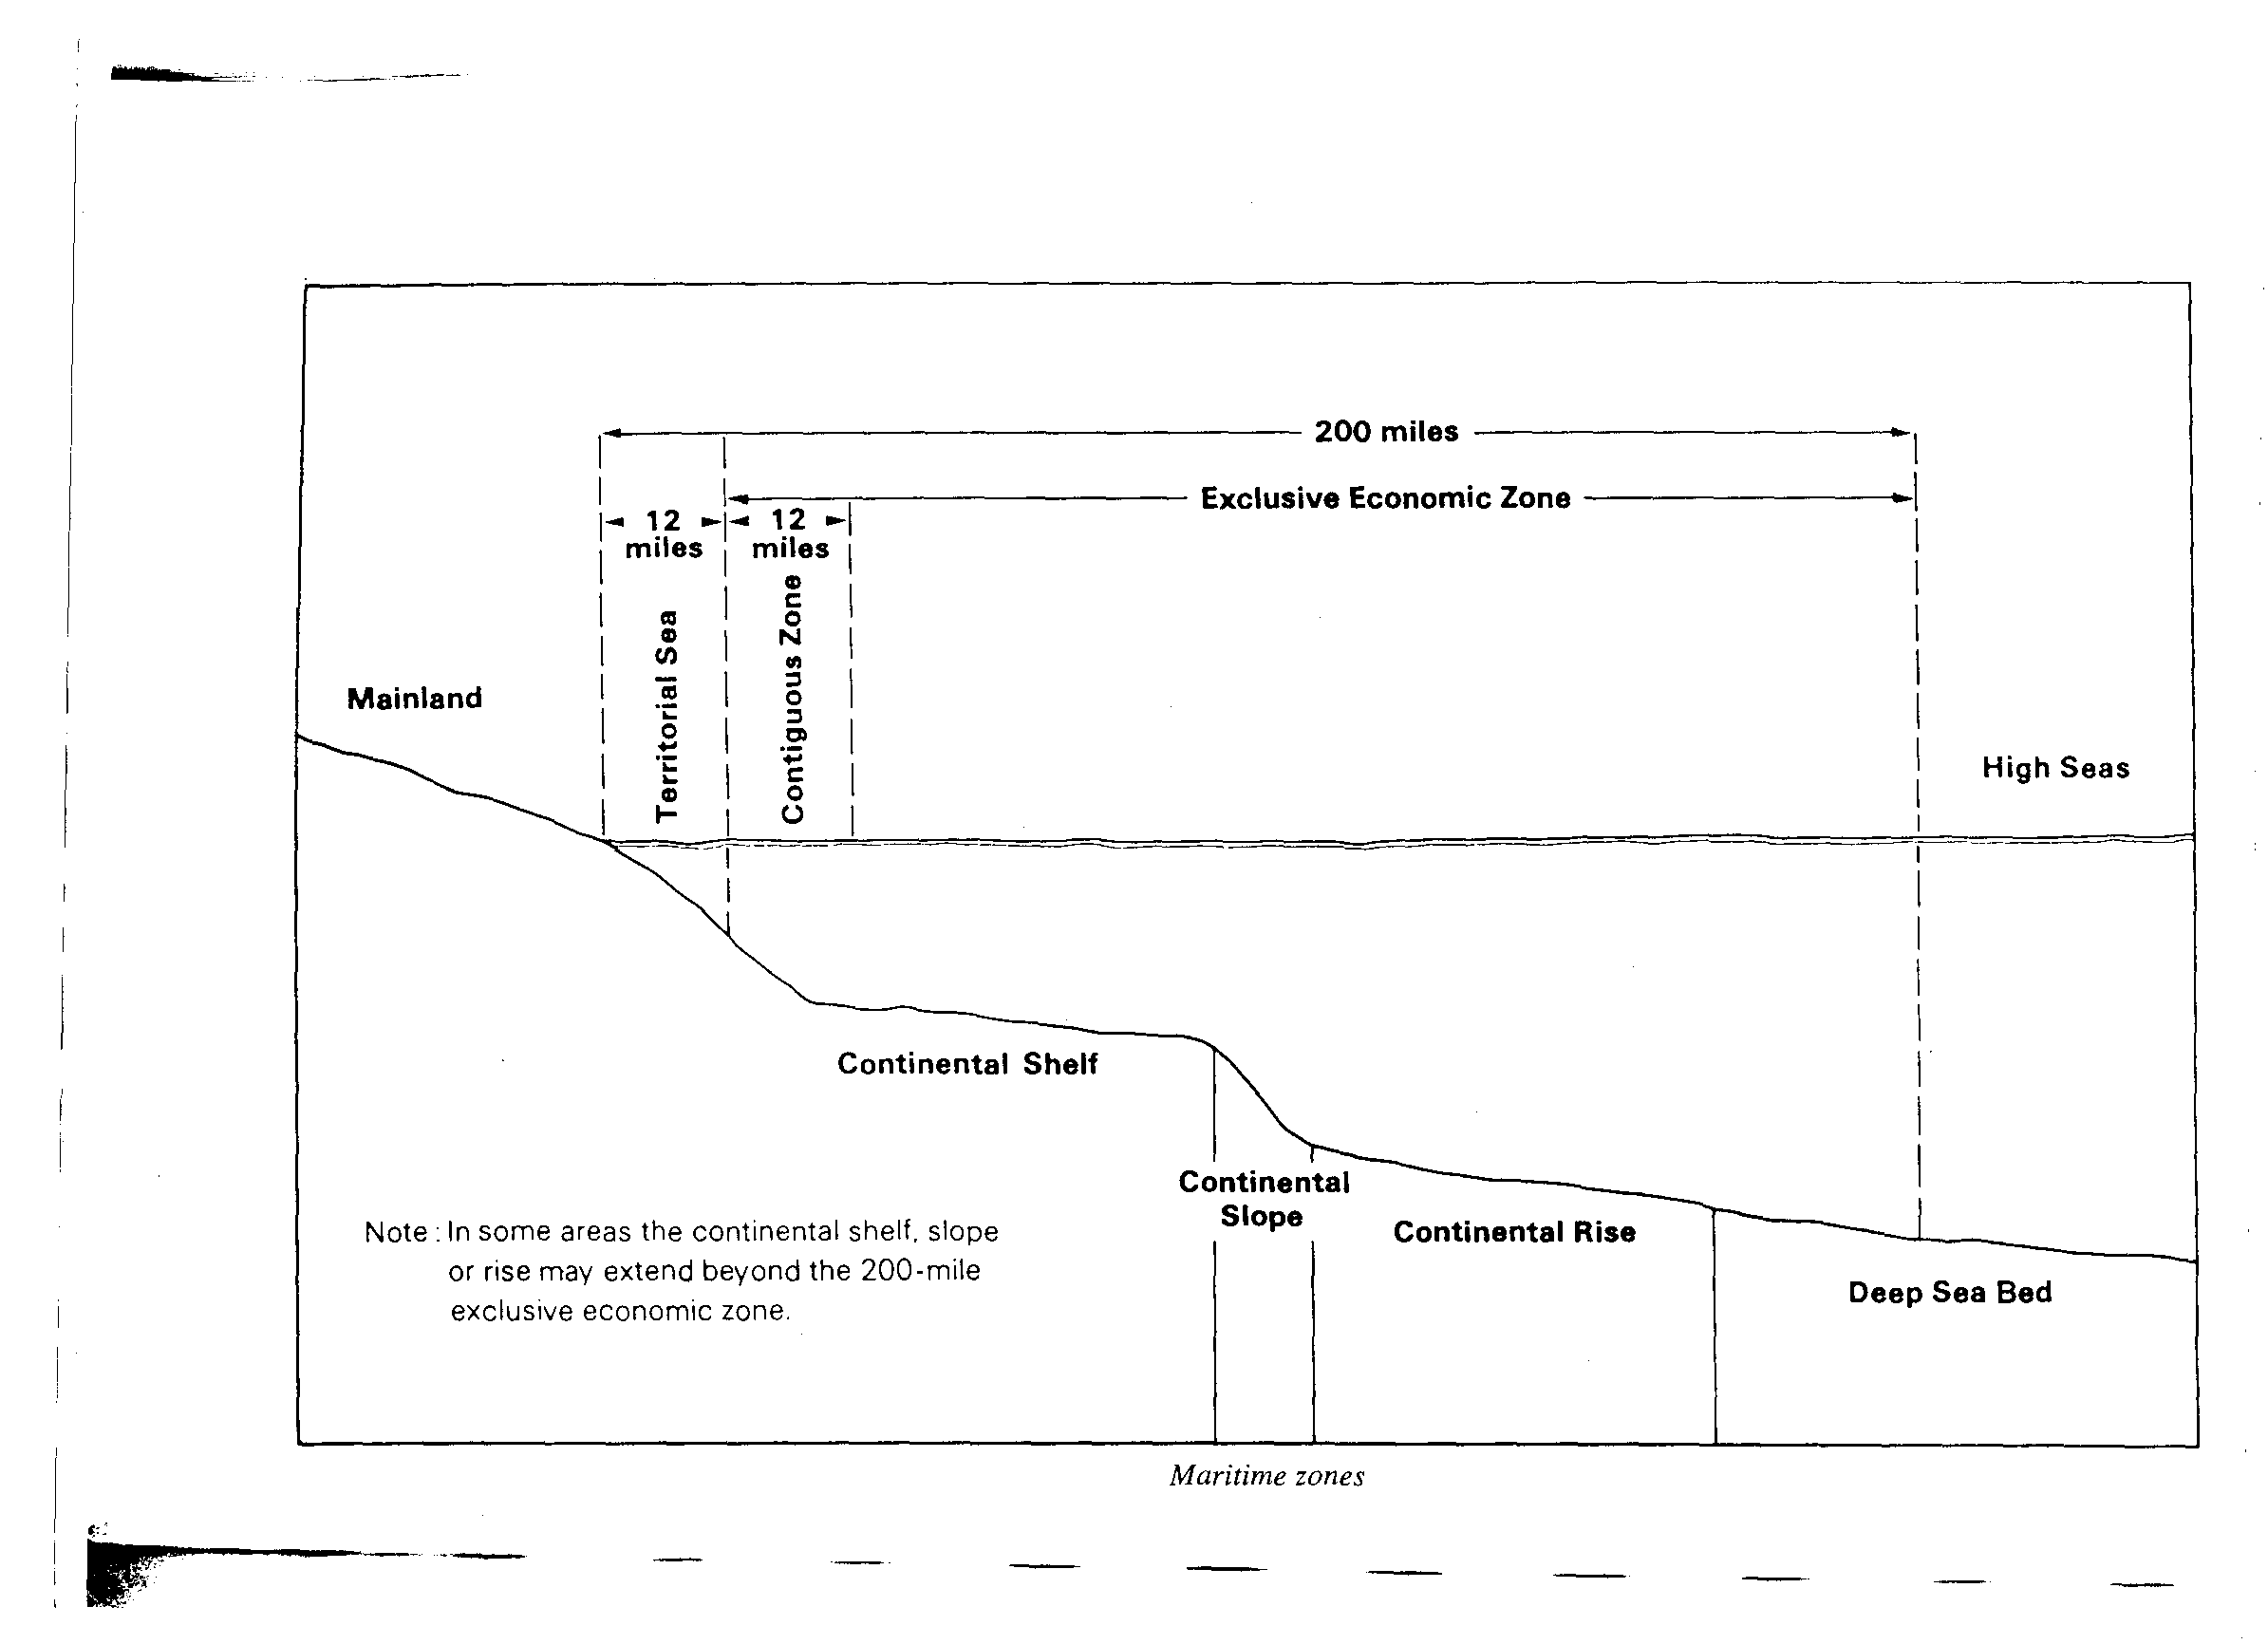 200 miles
Exclusive Economic Zone
12
miles
12
miles
Territorial Sea
Contiguous Zone
Mainland
High Seas
Continental Shelf
Continental
Slope
Continental Rise
Note : In some areas the continental shelf, slope
or rise may extend beyond the 200-mile
exclusive economic zone.
Deep Sea Bed
Maritime zones